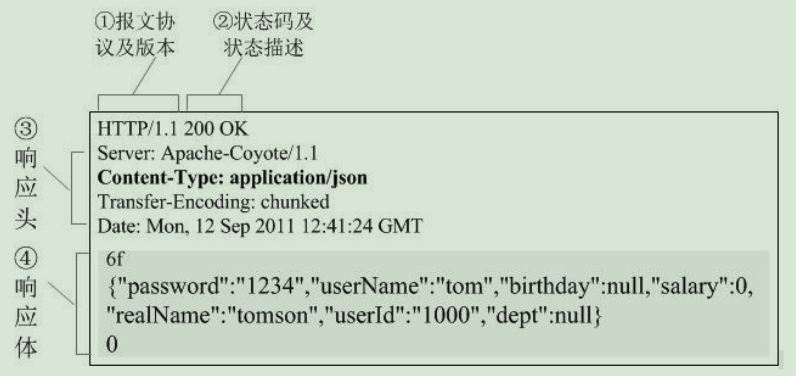 ①报文协
议及版本
②状态码及
状态描述
③
响
应
头
HTTP/1.1 200 OK
Server: Apache-Coyote/1.1
Content-Type: application/json
Transfer-Encoding: chunked
Date: Mon, 12 Sep 2011 12:41:24 GMT
④
响
应
体
6f
{"password":"1234","userName":"tom","birthday":null,"salary":0,
"realName":"tomson","userId":"1000","dept":null}
0